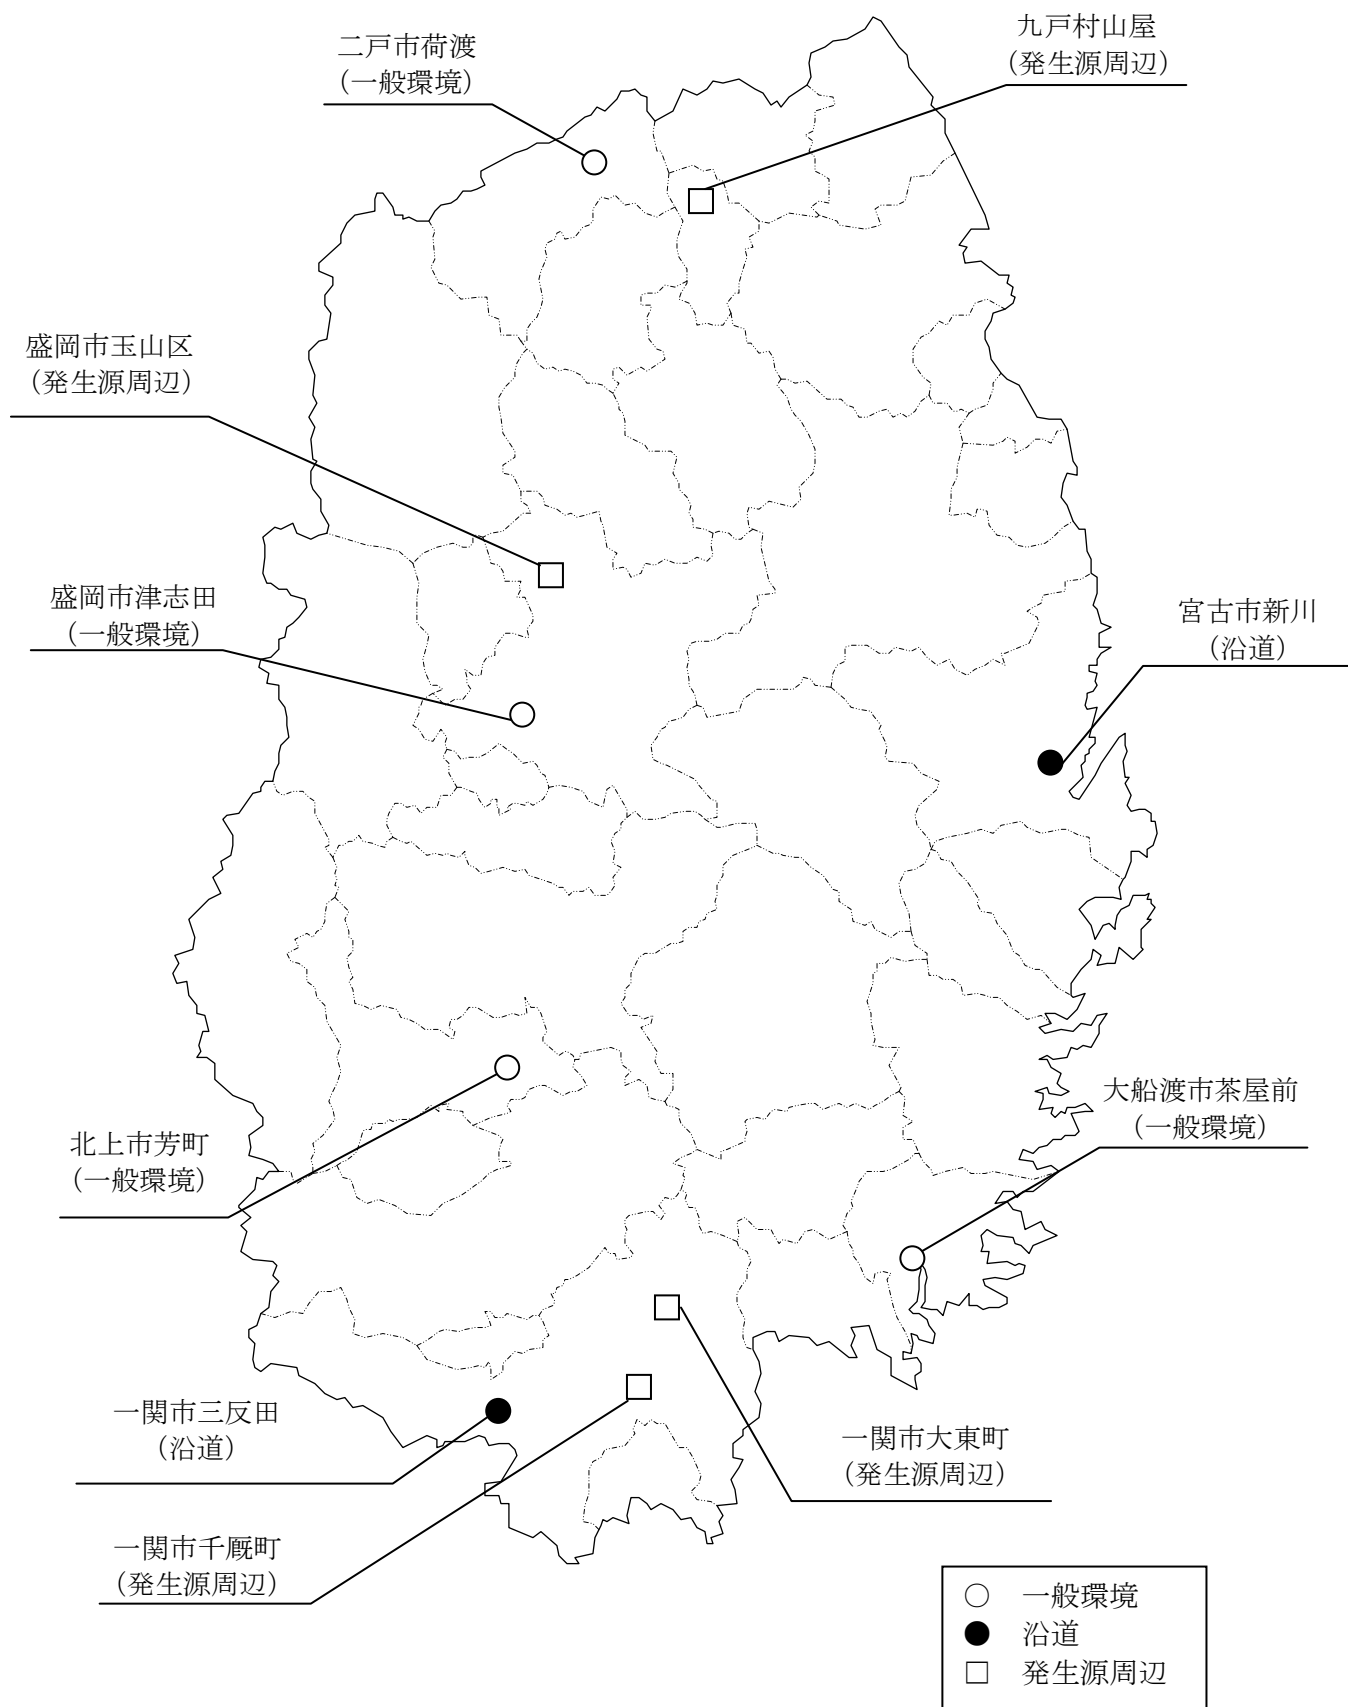 二戸市荷渡
(一般環境)
九戸村山屋
(発生源周辺)
盛岡市玉山区
(発生源周辺)
盛岡市津志田
(一般環境)
宮古市新川
(沿道)
北上市芳町
(一般環境)
大船渡市茶屋前
(一般環境)
一関市三反田
(沿道)
一関市大東町
(発生源周辺)
一関市千厩町
(発生源周辺)
○ 一般環境
● 沿道
□ 発生源周辺